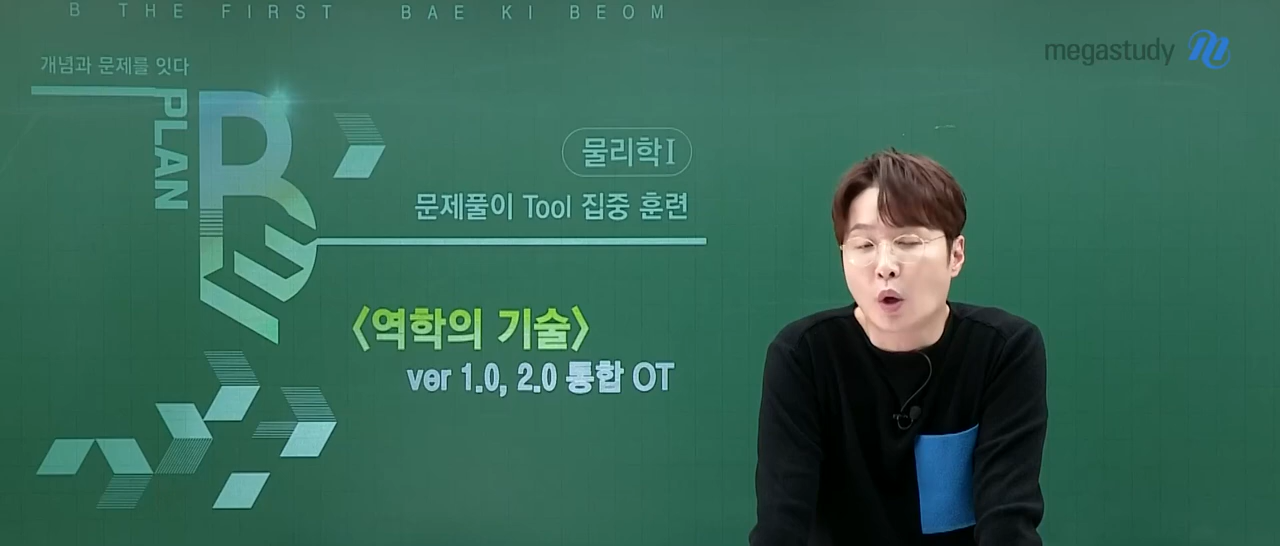 B THE FIRST BAE KI BEOM
megastudy
개념과 문제를 잇다
PLAN
B
물리학I
문제풀이 Tool 집중 훈련
〈역학의 기술〉
ver 1.0, 2.0 통합 OT